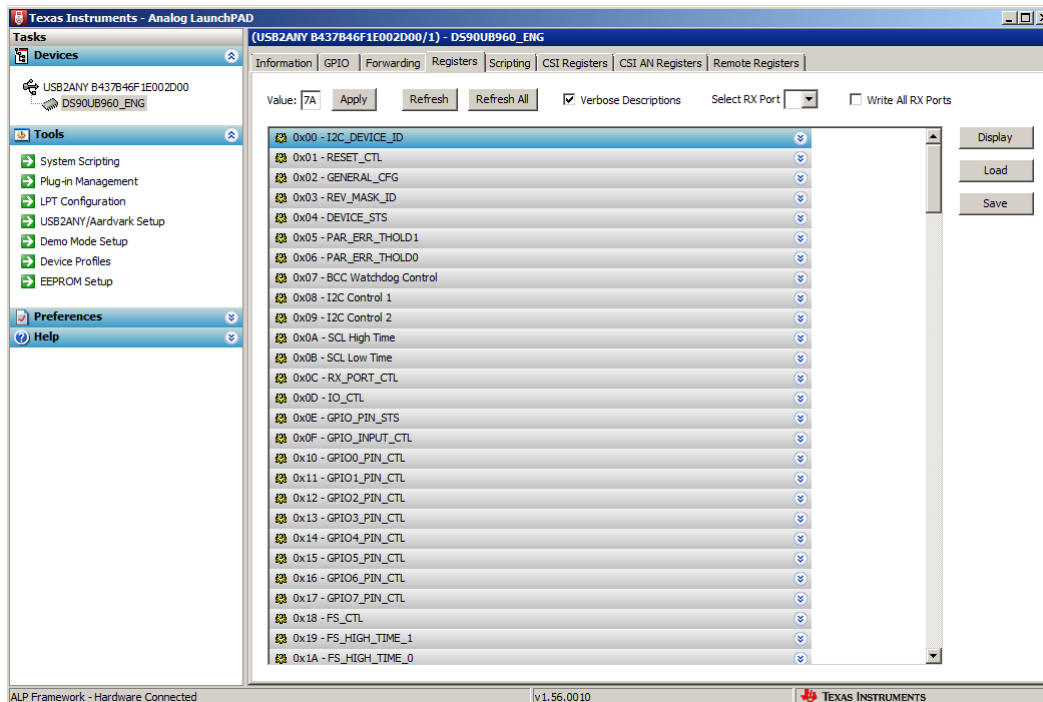 Texas Instruments - Analog LaunchPAD
Tasks
Devices
USB2ANY B437B46F1E002D00
DS90UB960_ENG
Tools
System Scripting
Plug-in Management
LPT Configuration
USB2ANY/Aardvark Setup
Demo Mode Setup
Device Profiles
EEPROM Setup
Preferences
Help
(USB2ANY B437B46F1E002D00/1) - DS90UB960_ENG
Information GPIO Forwarding Registers Scripting CSI Registers CSI AN Registers Remote Registers
Value: 7A Apply Refresh Refresh All Verbose Descriptions Select RX Port Write All RX Ports
0x00 - I2C_DEVICE_ID
0x01 - RESET_CTL
0x02 - GENERAL_CFG
0x03 - REV_MASK_ID
0x04 - DEVICE_STS
0x05 - PAR_ERR_THOLD1
0x06 - PAR_ERR_THOLD0
0x07 - BCC Watchdog Control
0x08 - I2C Control 1
0x09 - I2C Control 2
0x0A - SCL High Time
0x0B - SCL Low Time
0x0C - RX_PORT_CTL
0x0D - IO_CTL
0x0E - GPIO_PIN_STS
0x0F - GPIO_INPUT_CTL
0x10 - GPIO0_PIN_CTL
0x11 - GPIO1_PIN_CTL
0x12 - GPIO2_PIN_CTL
0x13 - GPIO3_PIN_CTL
0x14 - GPIO4_PIN_CTL
0x15 - GPIO5_PIN_CTL
0x16 - GPIO6_PIN_CTL
0x17 - GPIO7_PIN_CTL
0x18 - FS_CTL
0x19 - FS_HIGH_TIME_1
0x1A - FS_HIGH_TIME_0
Display
Load
Save
ALP Framework - Hardware Connected
v1.56.0010
TEXAS INSTRUMENTS